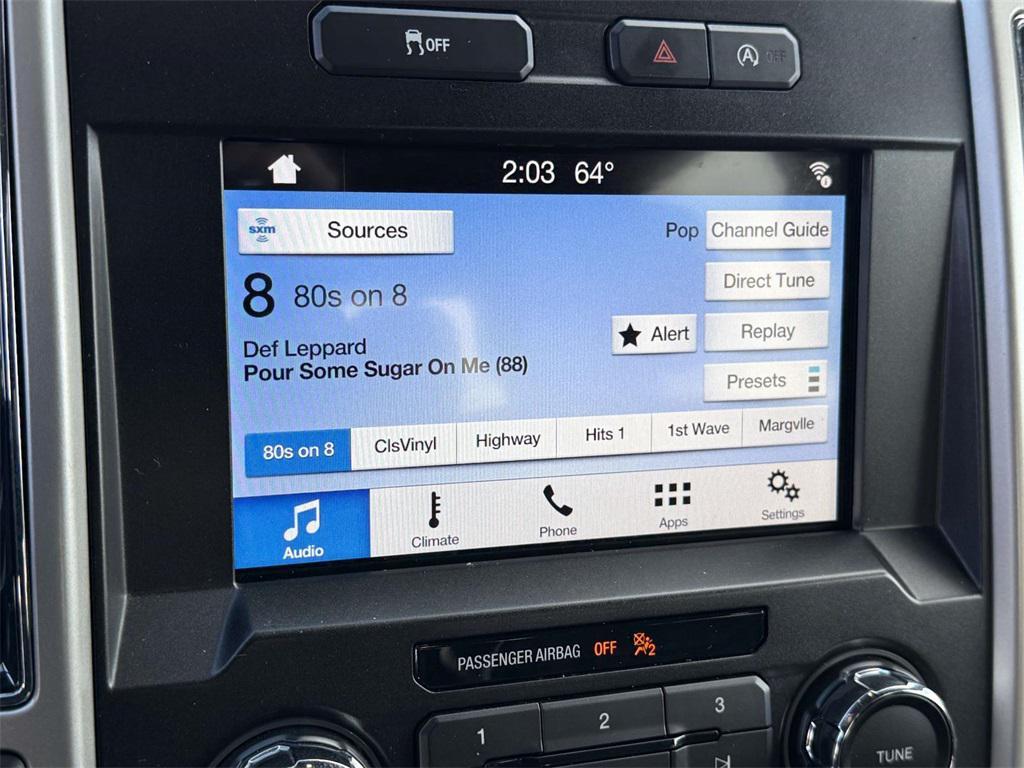 OFF
A OFF
2:03 64°
sxm Sources
Pop Channel Guide
8 80s on 8
Direct Tune
Def Leppard
Pour Some Sugar On Me (88)
Alert
Replay
Presets
80s on 8 ClsVinyl Highway Hits 1 1st Wave Margvlle
Audio Climate Phone Apps Settings
PASSENGER AIRBAG OFF 2
1 2 3
TUNE